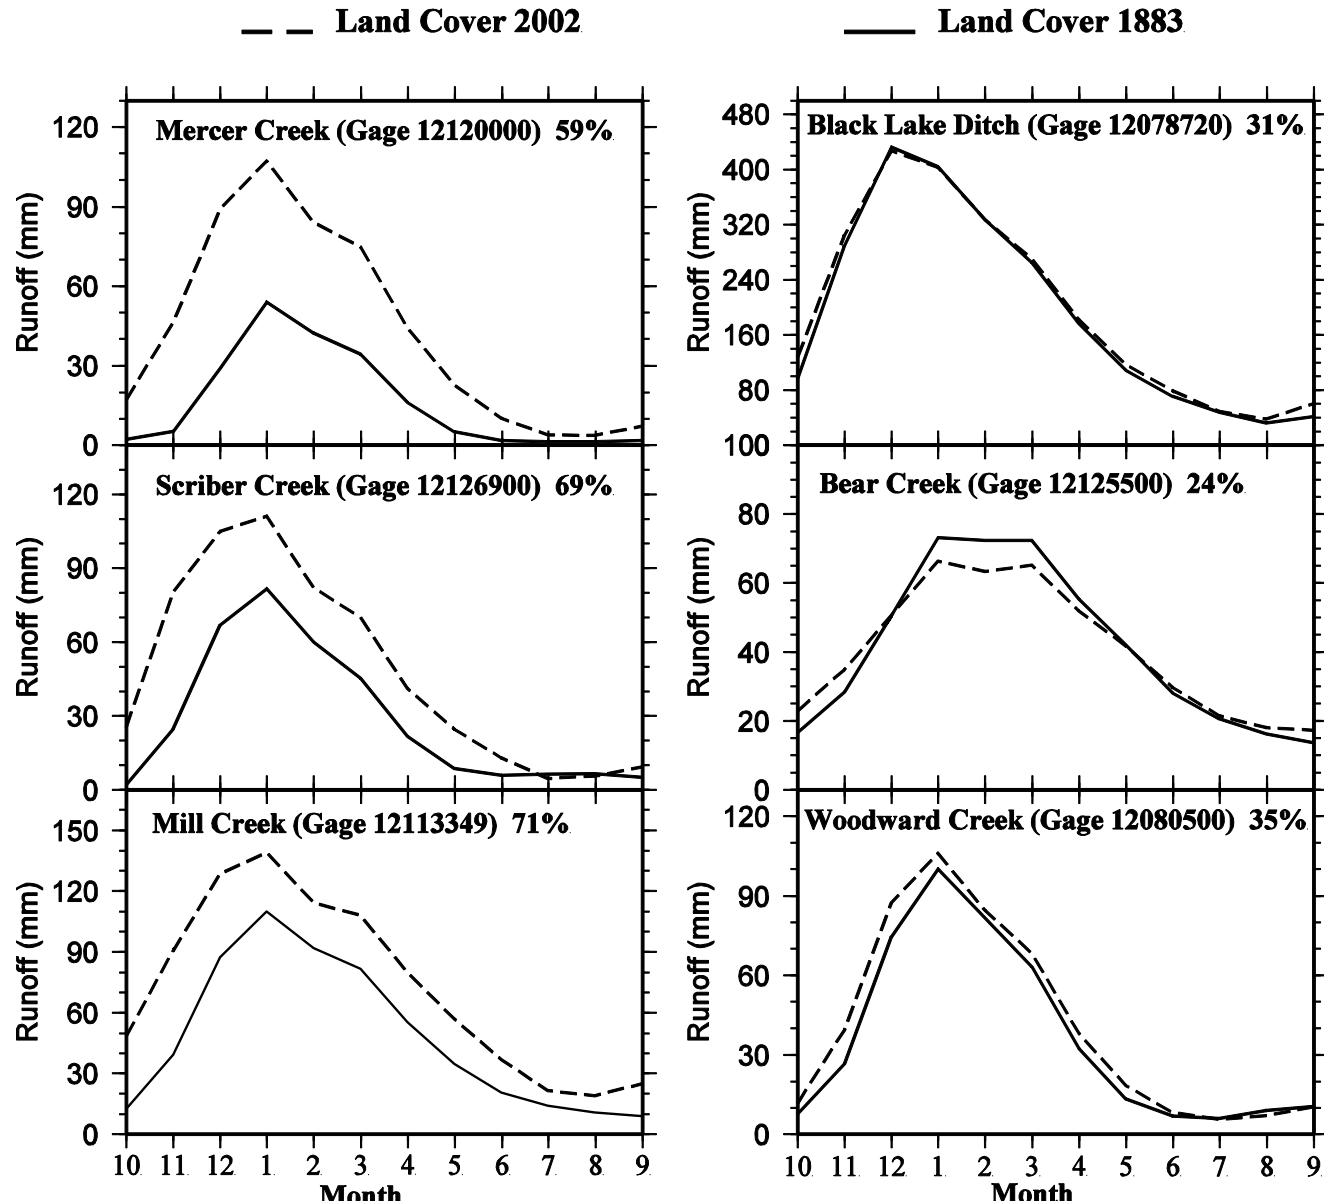 Land Cover 2002
Land Cover 1883
Mercer Creek (Gage 12120000) 59%
120
90
60
30
0
Runoff (mm)
Black Lake Ditch (Gage 12078720) 31%
480
400
320
240
160
80
Runoff (mm)
Scriber Creek (Gage 12126900) 69%
120
90
60
30
0
Runoff (mm)
Bear Creek (Gage 12125500) 24%
100
80
60
40
20
0
Runoff (mm)
Mill Creek (Gage 12113349) 71%
150
120
90
60
30
0
Runoff (mm)
10 11 12 1 2 3 4 5 6 7 8 9
Month
Woodward Creek (Gage 12080500) 35%
120
90
60
30
0
Runoff (mm)
10 11 12 1 2 3 4 5 6 7 8 9
Month